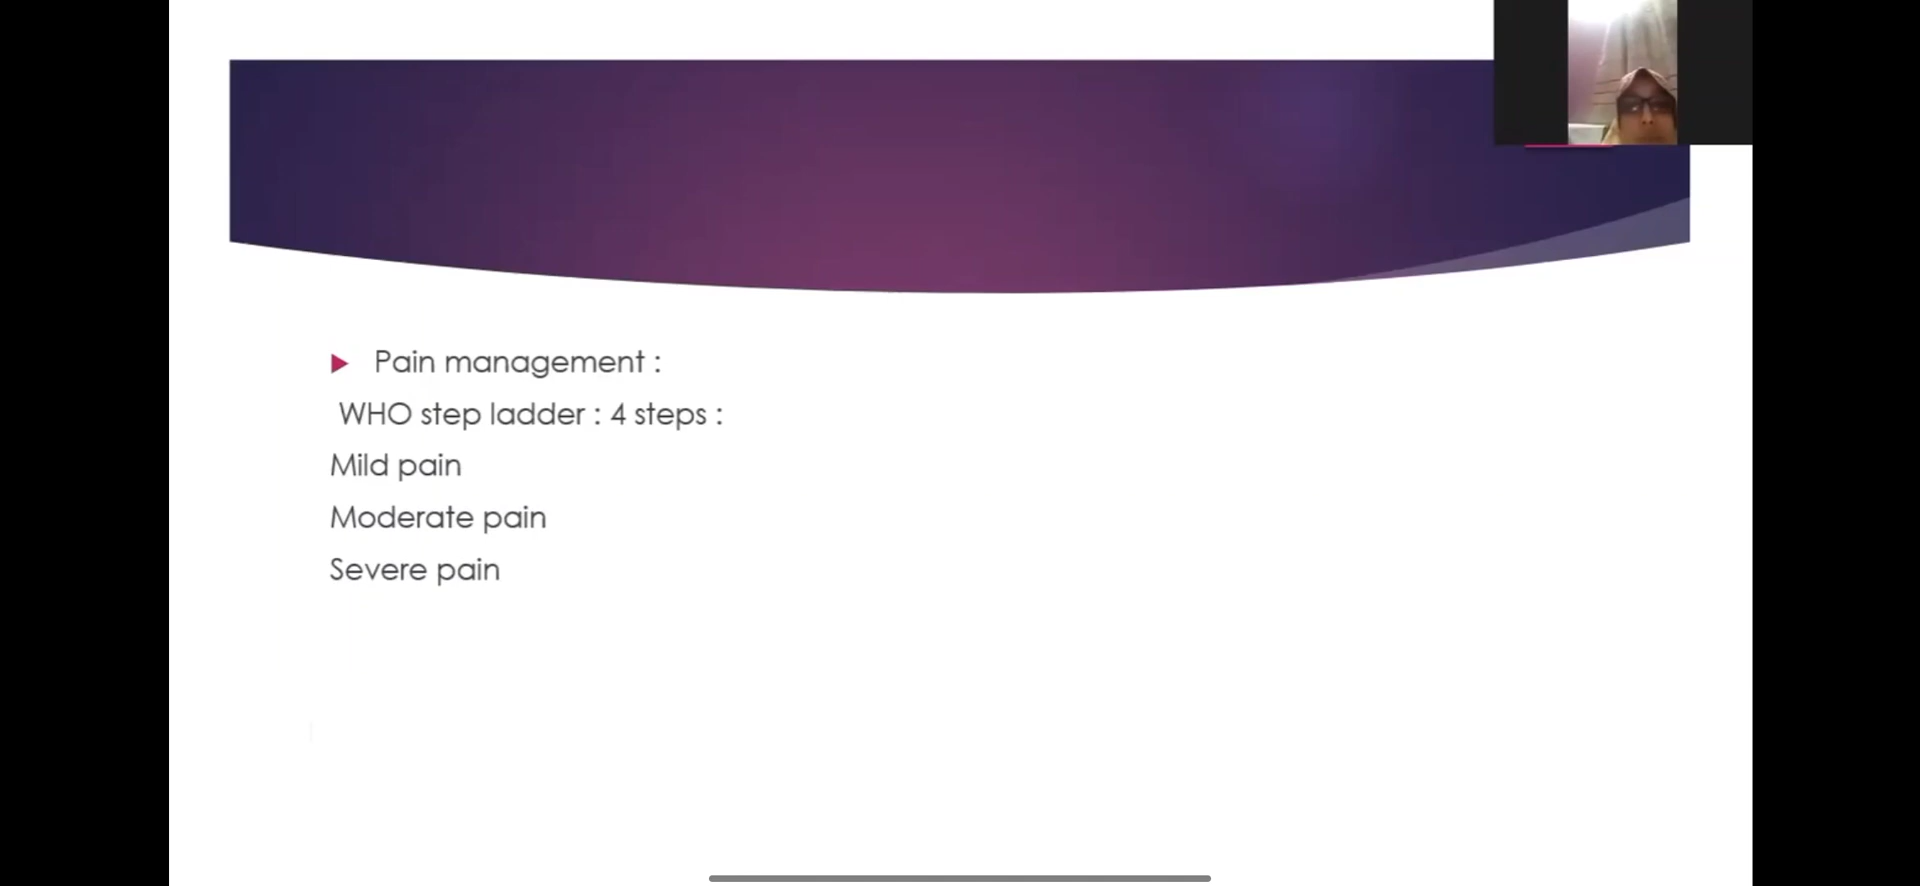 Pain management :
WHO step ladder : 4 steps :
Mild pain
Moderate pain
Severe pain